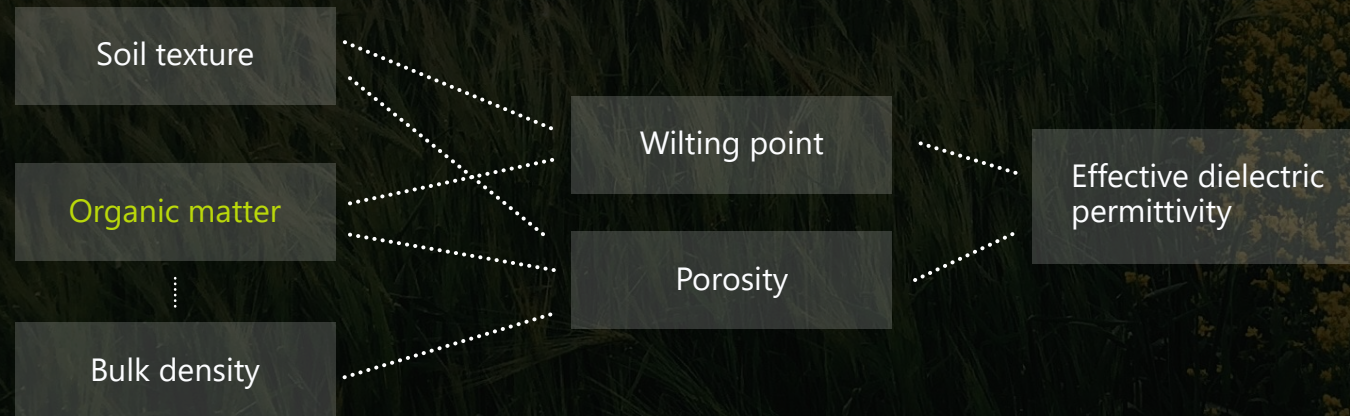 Soil texture
Organic matter
Bulk density
Wilting point
Porosity
Effective dielectric
permittivity